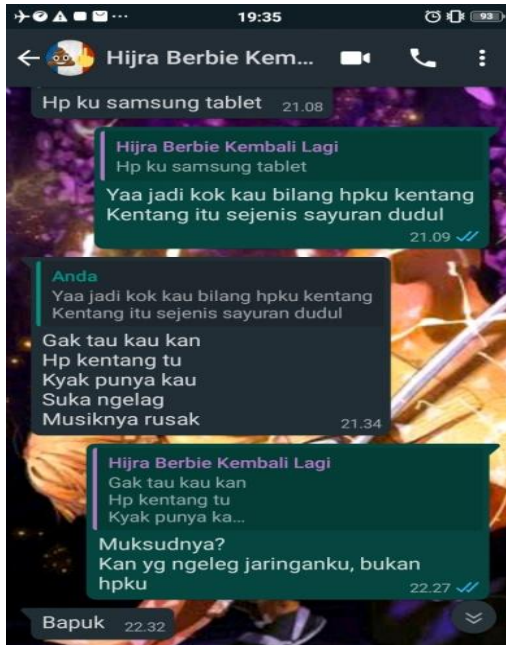 19:35
93
Hijra Berbie Kem...
Hp ku samsung tablet 21.08
Hijra Berbie Kembali Lagi
Hp ku samsung tablet
Yaa jadi kok kau bilang hpku kentang
Kentang itu sejenis sayuran dudul
21.09
Anda
Yaa jadi kok kau bilang hpku kentang
Kentang itu sejenis sayuran dudul
Gak tau kau kan
Hp kentang tu
Kyak punya kau
Suka ngelag
Musiknya rusak
21.34
Hijra Berbie Kembali Lagi
Gak tau kau kan
Hp kentang tu
Kyak punya ka...
Muksudnya?
Kan yg ngeleg jaringanku, bukan
hpku
22.27
Bapuk 22.32